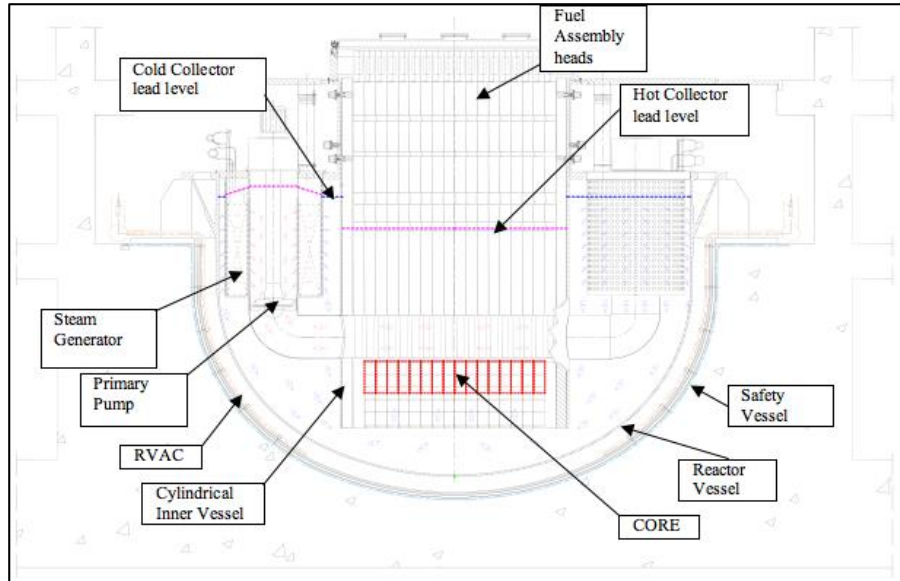 Fuel
Assembly
heads
Cold Collector
lead level
Hot Collector
lead level
Steam
Generator
Primary
Pump
RVAC
Cylindrical
Inner Vessel
Safety
Vessel
Reactor
Vessel
CORE